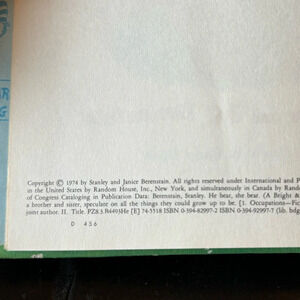 AR
G
Copyright © 1974 by Stanley and Janice Berenstain. All rights reserved under International and P
in the United States by Random House, Inc., New York, and simultaneously in Canada by Rand
of Congress Cataloging in Publication Data: Berenstain, Stanley. He bear, she bear. (A Bright &
a brother and sister, speculate on all the things they could grow up to be. [1. Occupations—Fic
joint author. II. Title. PZ8.3.B4493He [E] 74-5518 ISBN 0-394-82997-2 ISBN 0-394-92997-7 (lib. bdg
D 456